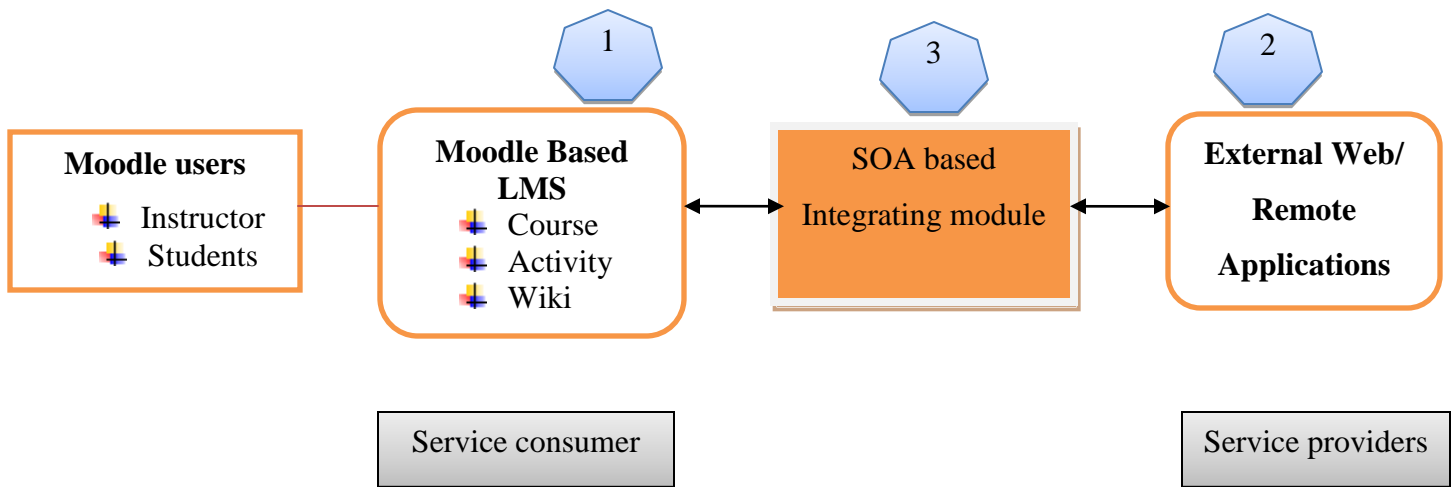 1
3
2
Moodle users
Instructor
Students
Moodle Based
LMS
Course
Activity
Wiki
SOA based
Integrating module
External Web/
Remote
Applications
Service consumer
Service providers